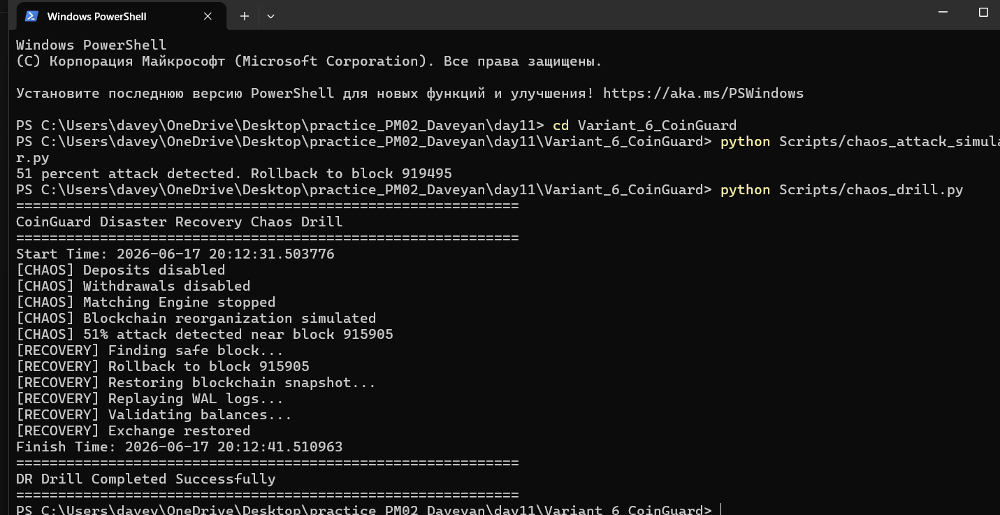 Windows PowerShell
Windows PowerShell
(C) Корпорация Майкрософт (Microsoft Corporation). Все права защищены.
Установите последнюю версию PowerShell для новых функций и улучшения! https://aka.ms/PSWindows
PS C:\Users\davey\OneDrive\Desktop\practice_PM02_Daveyan\day11> cd Variant_6_CoinGuard
PS C:\Users\davey\OneDrive\Desktop\practice_PM02_Daveyan\day11\Variant_6_CoinGuard> python Scripts/chaos_attack_simula
r.py
51 percent attack detected. Rollback to block 919495
PS C:\Users\davey\OneDrive\Desktop\practice_PM02_Daveyan\day11\Variant_6_CoinGuard> python Scripts/chaos_drill.py
============================================================
CoinGuard Disaster Recovery Chaos Drill
============================================================
Start Time: 2026-06-17 20:12:31.503776
[CHAOS] Deposits disabled
[CHAOS] Withdrawals disabled
[CHAOS] Matching Engine stopped
[CHAOS] Blockchain reorganization simulated
[CHAOS] 51% attack detected near block 915905
[RECOVERY] Finding safe block...
[RECOVERY] Rollback to block 915905
[RECOVERY] Restoring blockchain snapshot...
[RECOVERY] Replaying WAL logs...
[RECOVERY] Validating balances...
[RECOVERY] Exchange restored
Finish Time: 2026-06-17 20:12:41.510963
============================================================
DR Drill Completed Successfully
============================================================
PS C:\Users\davey\OneDrive\Desktop\practice_PM02_Daveyan\day11\Variant_6_CoinGuard>